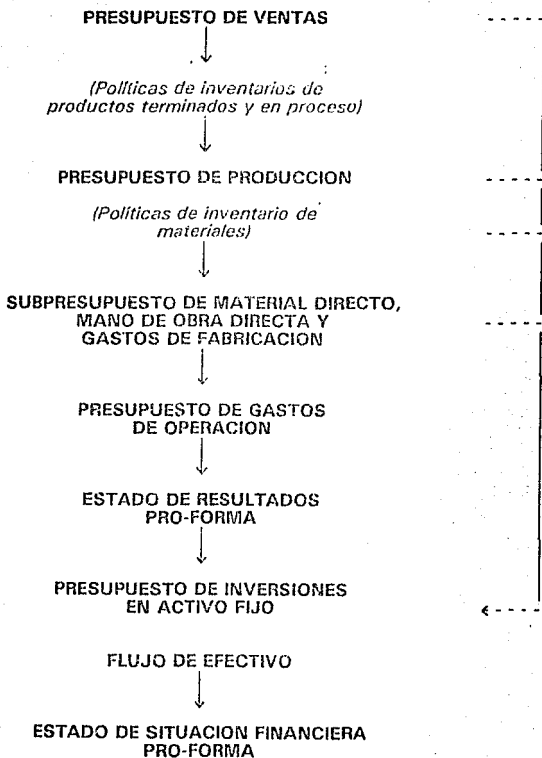 PRESUPUESTO DE VENTAS
(Políticas de inventarios de
productos terminados y en proceso)
PRESUPUESTO DE PRODUCCION
(Políticas de inventario de
materiales)
SUBPRESUPUESTO DE MATERIAL DIRECTO,
MANO DE OBRA DIRECTA Y
GASTOS DE FABRICACION
PRESUPUESTO DE GASTOS
DE OPERACION
ESTADO DE RESULTADOS
PRO-FORMA
PRESUPUESTO DE INVERSIONES
EN ACTIVO FIJO
FLUJO DE EFECTIVO
ESTADO DE SITUACION FINANCIERA
PRO-FORMA